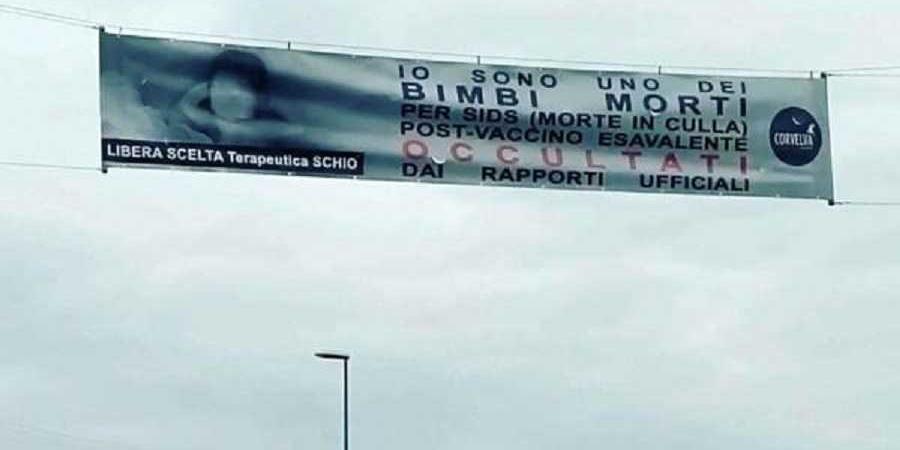 IO SONO UNO DEI
BIMBI MORTI
PER SIDS (MORTE IN CULLA)
POST-VACCINO ESAVALENTE
OCCULTATI
DAI RAPPORTI UFFICIALI
LIBERA SCELTA Terapeutica SCHIO
CORVELVA